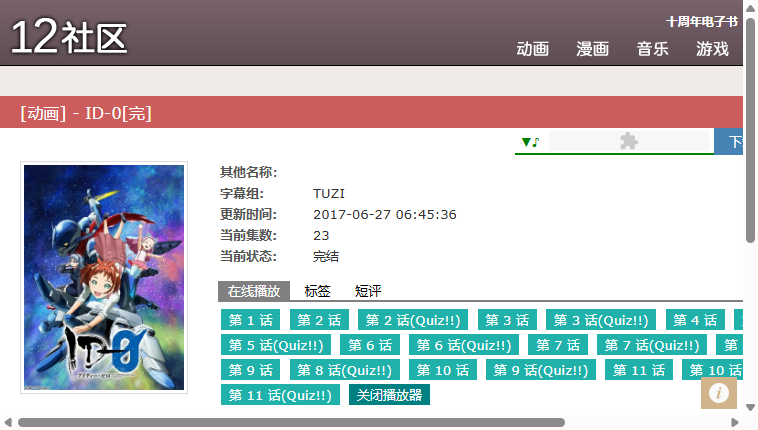 12社区
十周年电子书
动画 漫画 音乐 游戏
[动画] - ID-0[完]
▼♪
其他名称:
字幕组: TUZI
更新时间: 2017-06-27 06:45:36
当前集数: 23
当前状态: 完结
ID-0
在线播放 标签 短评
第 1 话 第 2 话 第 2 话(Quiz!!) 第 3 话 第 3 话(Quiz!!) 第 4 话
第 5 话(Quiz!!) 第 6 话 第 6 话(Quiz!!) 第 7 话 第 7 话(Quiz!!) 第
第 9 话 第 8 话(Quiz!!) 第 10 话 第 9 话(Quiz!!) 第 11 话 第 10 话
第 11 话(Quiz!!) 关闭播放器